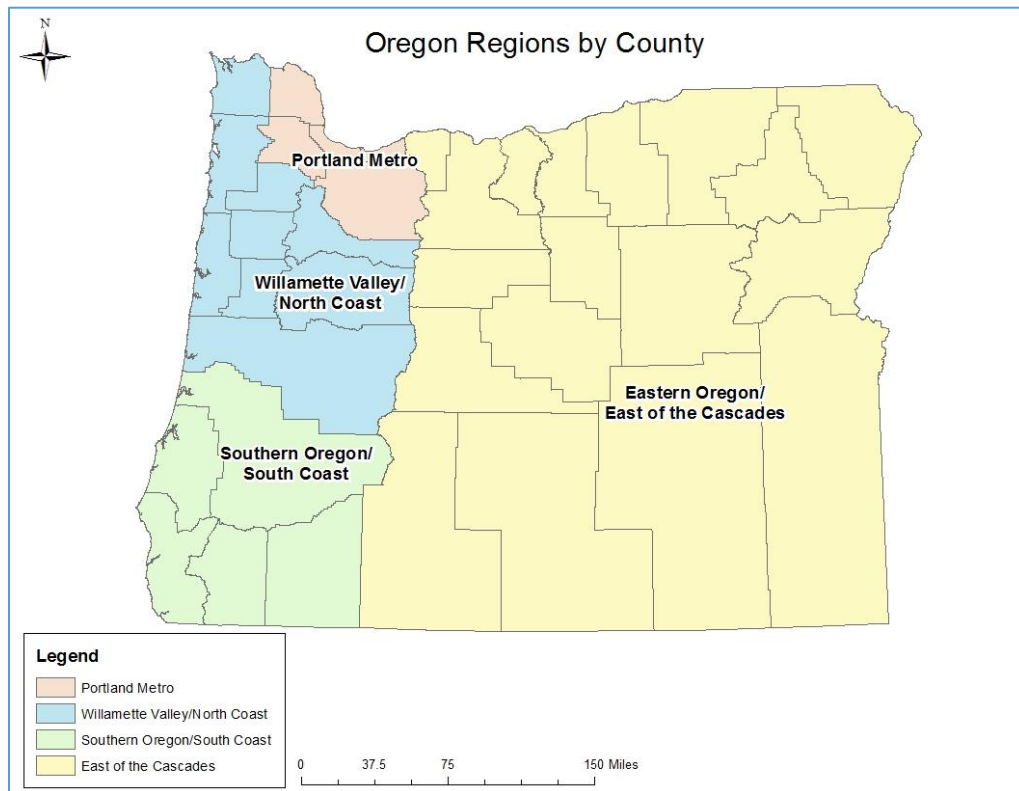 N
Oregon Regions by County
Portland Metro
Willamette Valley/
North Coast
Eastern Oregon/
East of the Cascades
Southern Oregon/
South Coast
Legend
Portland Metro
Willamette Valley/North Coast
Southern Oregon/South Coast
East of the Cascades
0 37.5 75 150 Miles